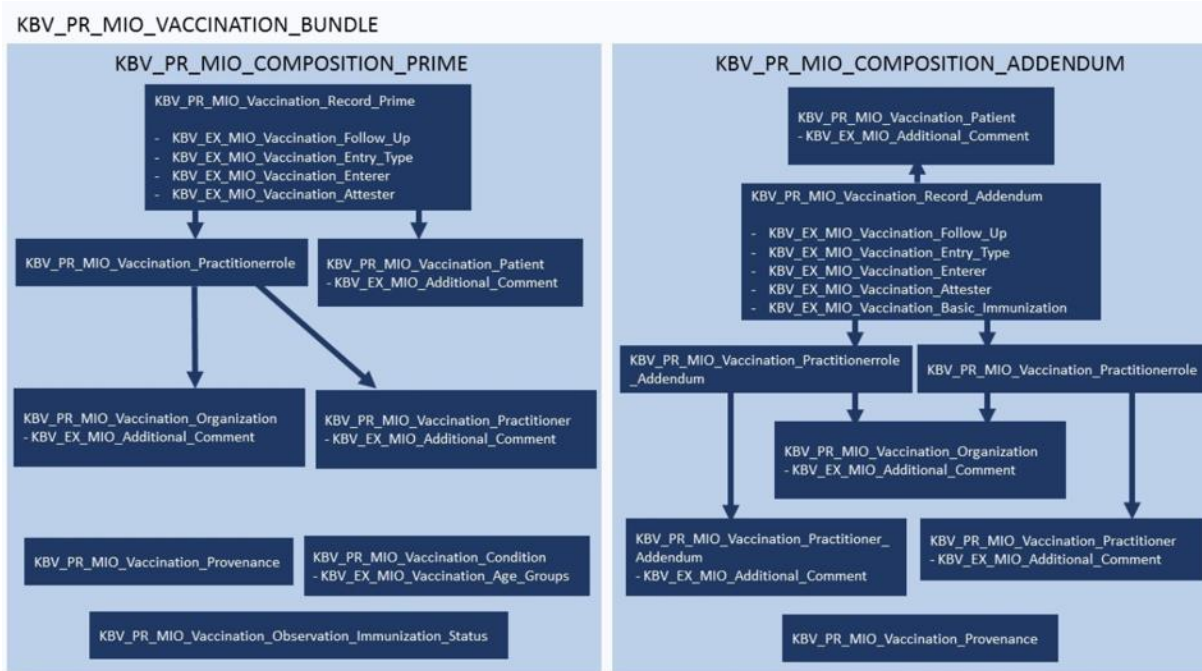 KBV_PR_MIO_VACCINATION_BUNDLE
KBV_PR_MIO_COMPOSITION_PRIME
KBV_PR_MIO_Vaccination_Record_Prime
- KBV_EX_MIO_Vaccination_Follow_Up
- KBV_EX_MIO_Vaccination_Entry_Type
- KBV_EX_MIO_Vaccination_Enterer
- KBV_EX_MIO_Vaccination_Attester
KBV_PR_MIO_Vaccination_Practitionerrole
KBV_PR_MIO_Vaccination_Patient
- KBV_EX_MIO_Additional_Comment
KBV_PR_MIO_Vaccination_Organization
- KBV_EX_MIO_Additional_Comment
KBV_PR_MIO_Vaccination_Practitioner
- KBV_EX_MIO_Additional_Comment
KBV_PR_MIO_Vaccination_Provenance
KBV_PR_MIO_Vaccination_Condition
- KBV_EX_MIO_Vaccination_Age_Groups
KBV_PR_MIO_Vaccination_Observation_Immunization_Status
KBV_PR_MIO_COMPOSITION_ADDENDUM
KBV_PR_MIO_Vaccination_Patient
- KBV_EX_MIO_Additional_Comment
KBV_PR_MIO_Vaccination_Record_Addendum
- KBV_EX_MIO_Vaccination_Follow_Up
- KBV_EX_MIO_Vaccination_Entry_Type
- KBV_EX_MIO_Vaccination_Enterer
- KBV_EX_MIO_Vaccination_Attester
- KBV_EX_MIO_Vaccination_Basic_Immunization
KBV_PR_MIO_Vaccination_Practitionerrole
_Addendum
KBV_PR_MIO_Vaccination_Practitionerrole
KBV_PR_MIO_Vaccination_Organization
- KBV_EX_MIO_Additional_Comment
KBV_PR_MIO_Vaccination_Practitioner_
Addendum
- KBV_EX_MIO_Additional_Comment
KBV_PR_MIO_Vaccination_Practitioner
- KBV_EX_MIO_Additional_Comment
KBV_PR_MIO_Vaccination_Provenance